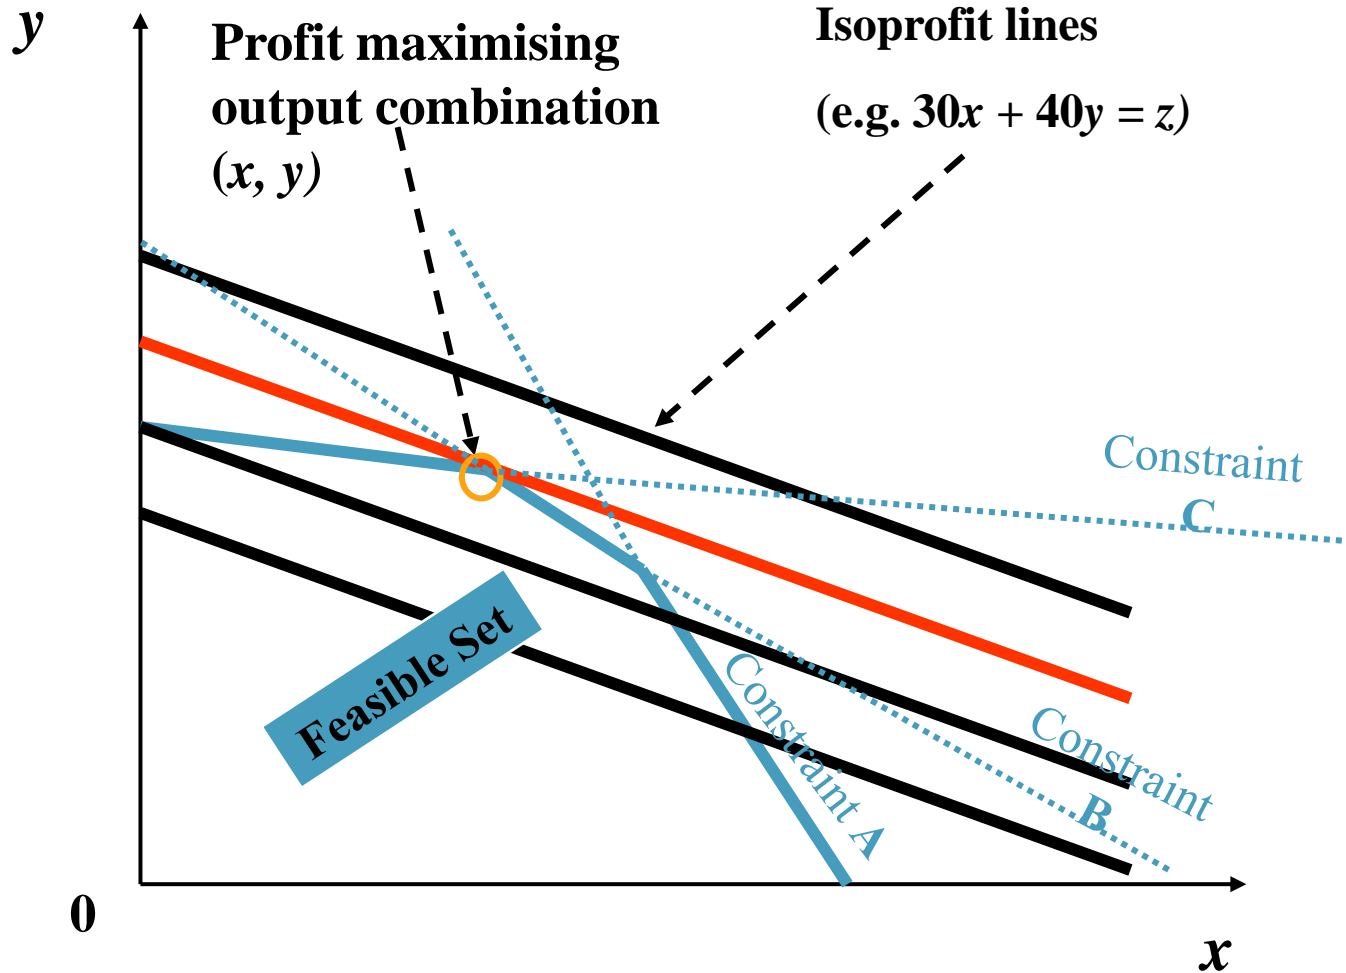 y
Profit maximising
output combination
(x, y)
Isoprofit lines
(e.g. 30x + 40y = z)
Constraint
C
Feasible Set
Constraint A
Constraint
B
0
x